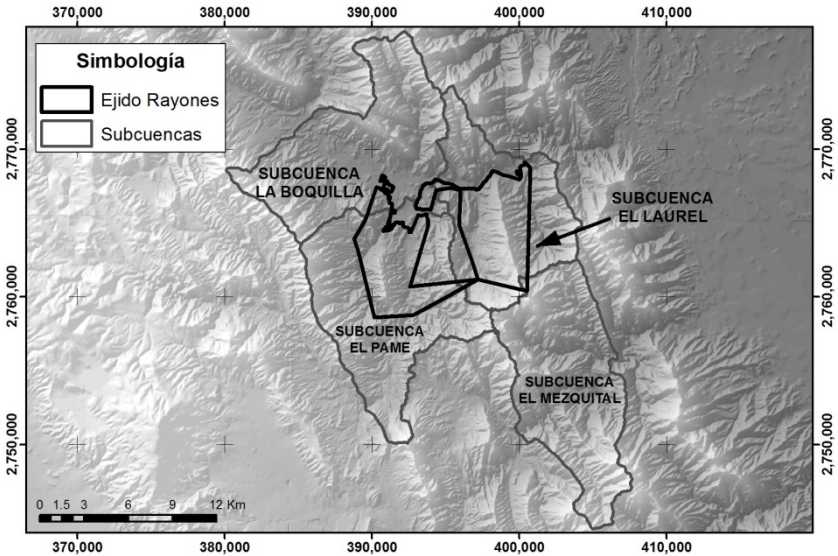 370,000 380,000 390,000 400,000 410,000
Simbología
Ejido Rayones
Subcuencas
2,770,000 2,770,000
SUBCUENCA
LA BOQUILLA
SUBCUENCA
EL LAUREL
2,760,000 2,760,000
SUBCUENCA
EL PAME
SUBCUENCA
EL MEZQUITAL
2,750,000 2,750,000
0 1.5 3 6 9 12 Km
370,000 380,000 390,000 400,000 410,000